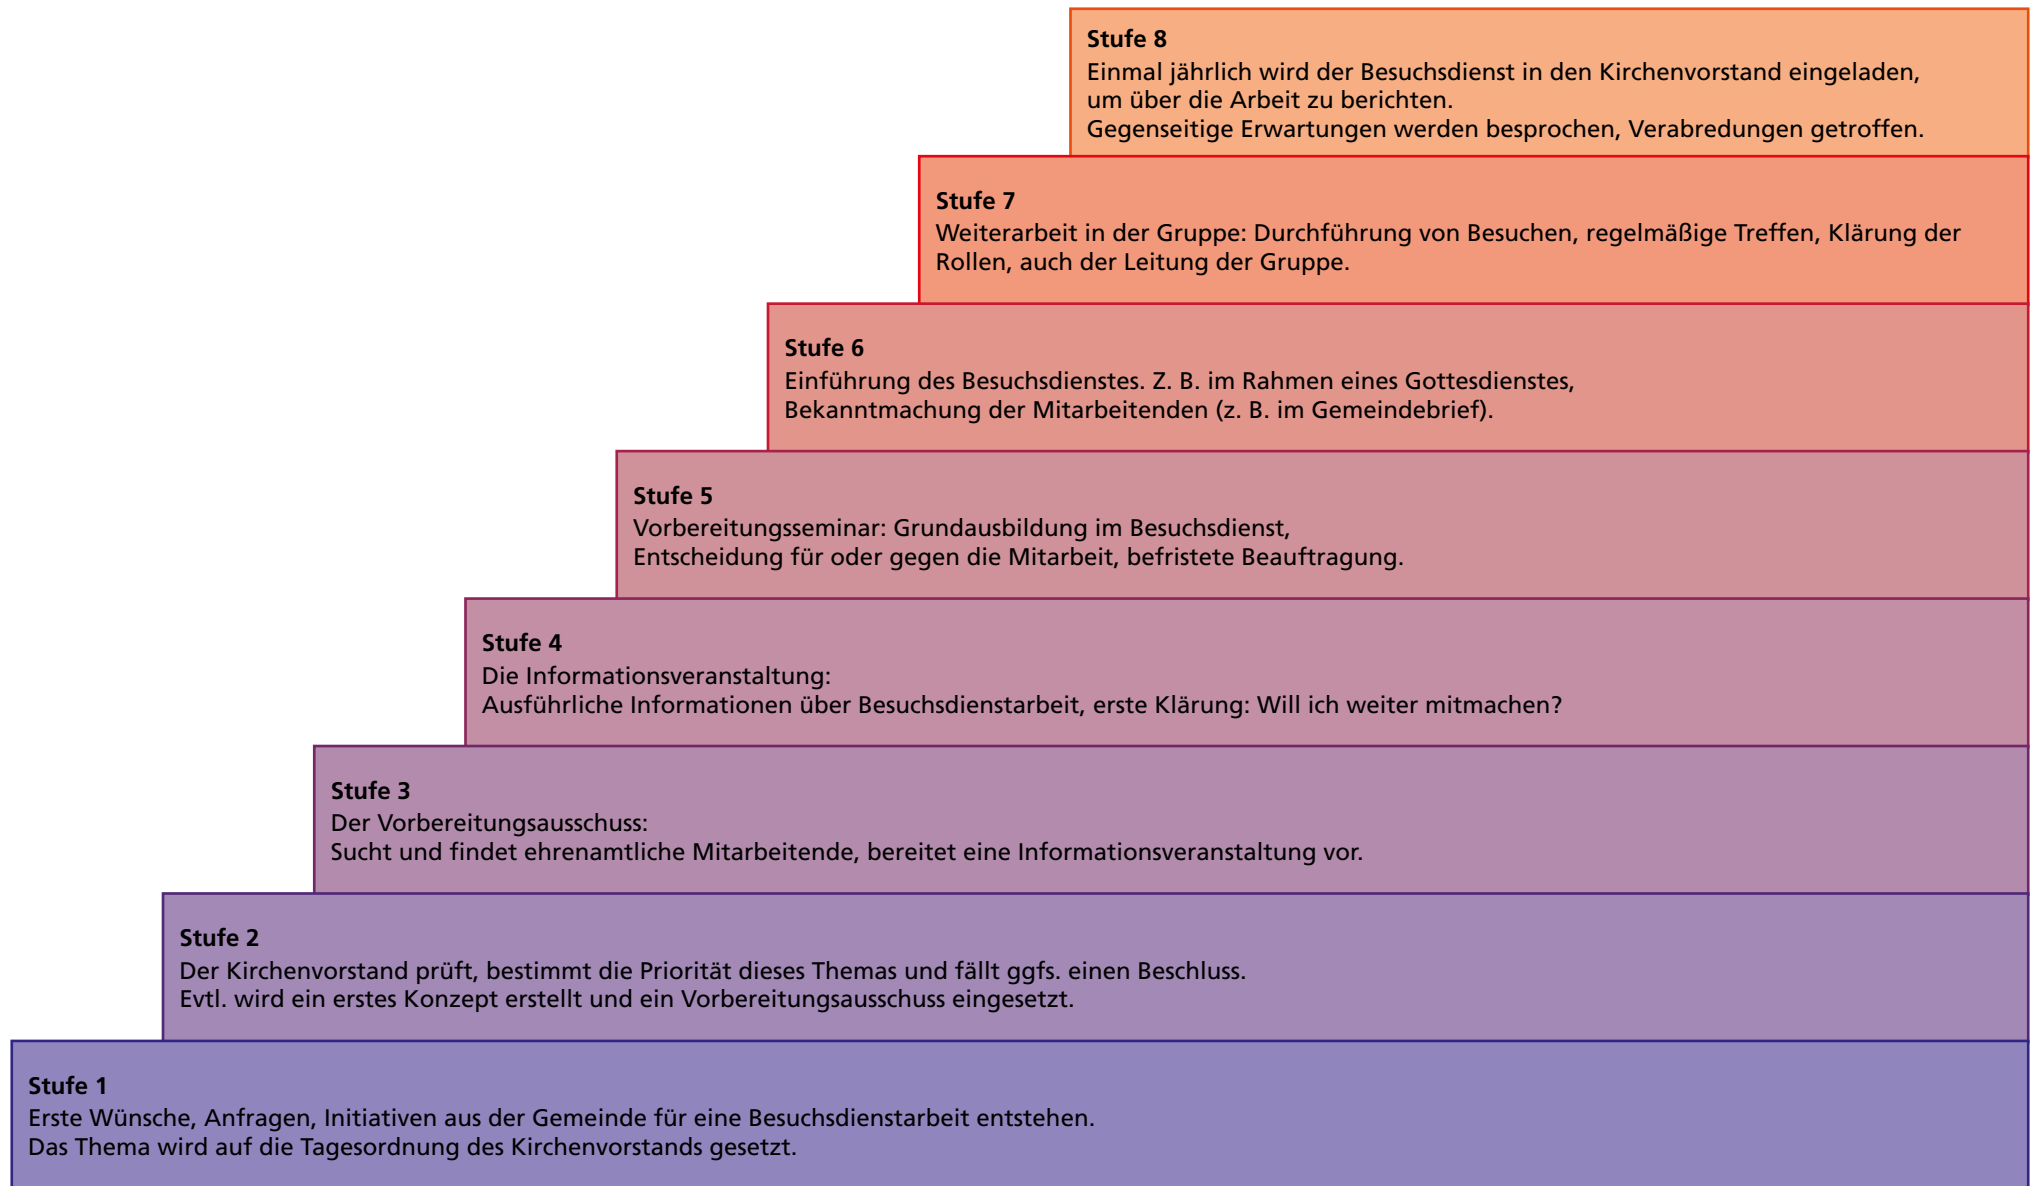 Stufe 8
Einmal jährlich wird der Besuchsdienst in den Kirchenvorstand eingeladen,
um über die Arbeit zu berichten.
Gegenseitige Erwartungen werden besprochen, Verabredungen getroffen.
Stufe 7
Weiterarbeit in der Gruppe: Durchführung von Besuchen, regelmäßige Treffen, Klärung der
Rollen, auch der Leitung der Gruppe.
Stufe 6
Einführung des Besuchsdienstes. Z. B. im Rahmen eines Gottesdienstes,
Bekanntmachung der Mitarbeitenden (z. B. im Gemeindebrief).
Stufe 5
Vorbereitungsseminar: Grundausbildung im Besuchsdienst,
Entscheidung für oder gegen die Mitarbeit, befristete Beauftragung.
Stufe 4
Die Informationsveranstaltung:
Ausführliche Informationen über Besuchsdienstarbeit, erste Klärung: Will ich weiter mitmachen?
Stufe 3
Der Vorbereitungsausschuss:
Sucht und findet ehrenamtliche Mitarbeitende, bereitet eine Informationsveranstaltung vor.
Stufe 2
Der Kirchenvorstand prüft, bestimmt die Priorität dieses Themas und fällt ggfs. einen Beschluss.
Evtl. wird ein erstes Konzept erstellt und ein Vorbereitungsausschuss eingesetzt.
Stufe 1
Erste Wünsche, Anfragen, Initiativen aus der Gemeinde für eine Besuchsdienstarbeit entstehen.
Das Thema wird auf die Tagesordnung des Kirchenvorstands gesetzt.